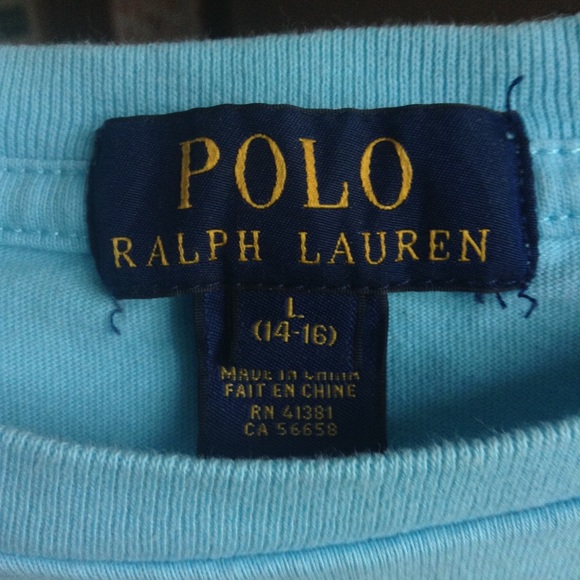 POLO
RALPH LAUREN
L
(14-16)
MADE IN CHINA
FAIT EN CHINE
RN 41381
CA 56658